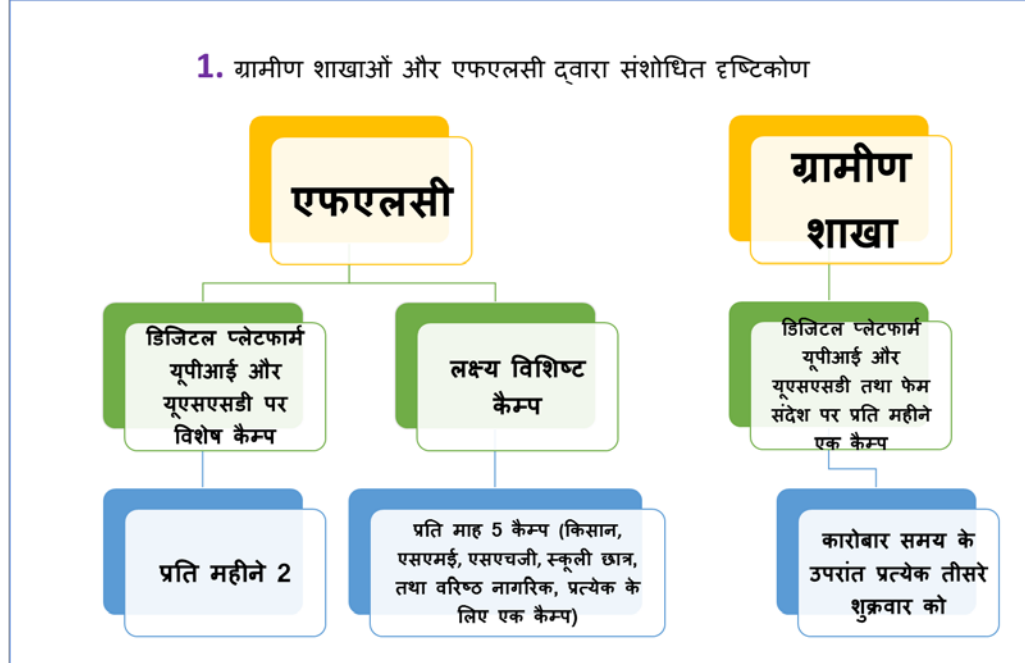 1. ग्रामीण शाखाओं और एफएलसी द्वारा संशोधित दृष्टिकोण
एफएलसी
डिजिटल प्लेटफार्म
यूपीआई और
यूएसएसडी पर
विशेष कैम्प
प्रति महीने 2
लक्ष्य विशिष्ट
कैम्प
प्रति माह 5 कैम्प (किसान,
एसएमई, एसएचजी, स्कूली छात्र,
तथा वरिष्ठ नागरिक, प्रत्येक के
लिए एक कैम्प)
ग्रामीण
शाखा
डिजिटल प्लेटफार्म
यूपीआई और
यूएसएसडी तथा फेम
संदेश पर प्रति महीने
एक कैम्प
कारोबार समय के
उपरांत प्रत्येक तीसरे
शुक्रवार को